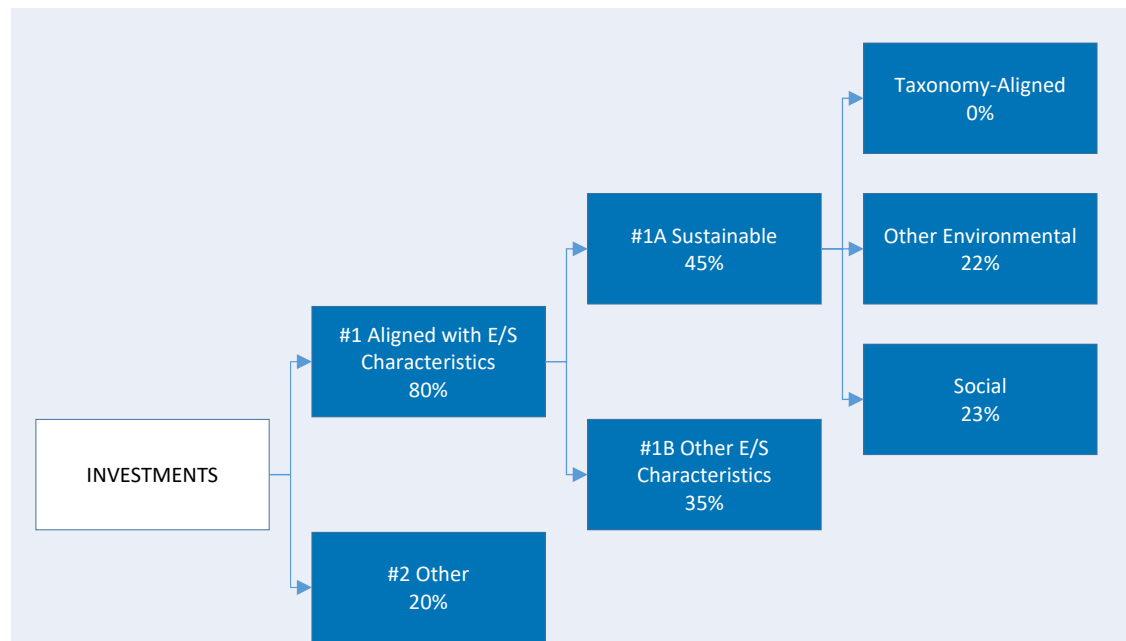 Taxonomy-Aligned
0%
#1A Sustainable
45%
Other Environmental
22%
#1 Aligned with E/S
Characteristics
80%
Social
23%
INVESTMENTS
#1B Other E/S
Characteristics
35%
#2 Other
20%